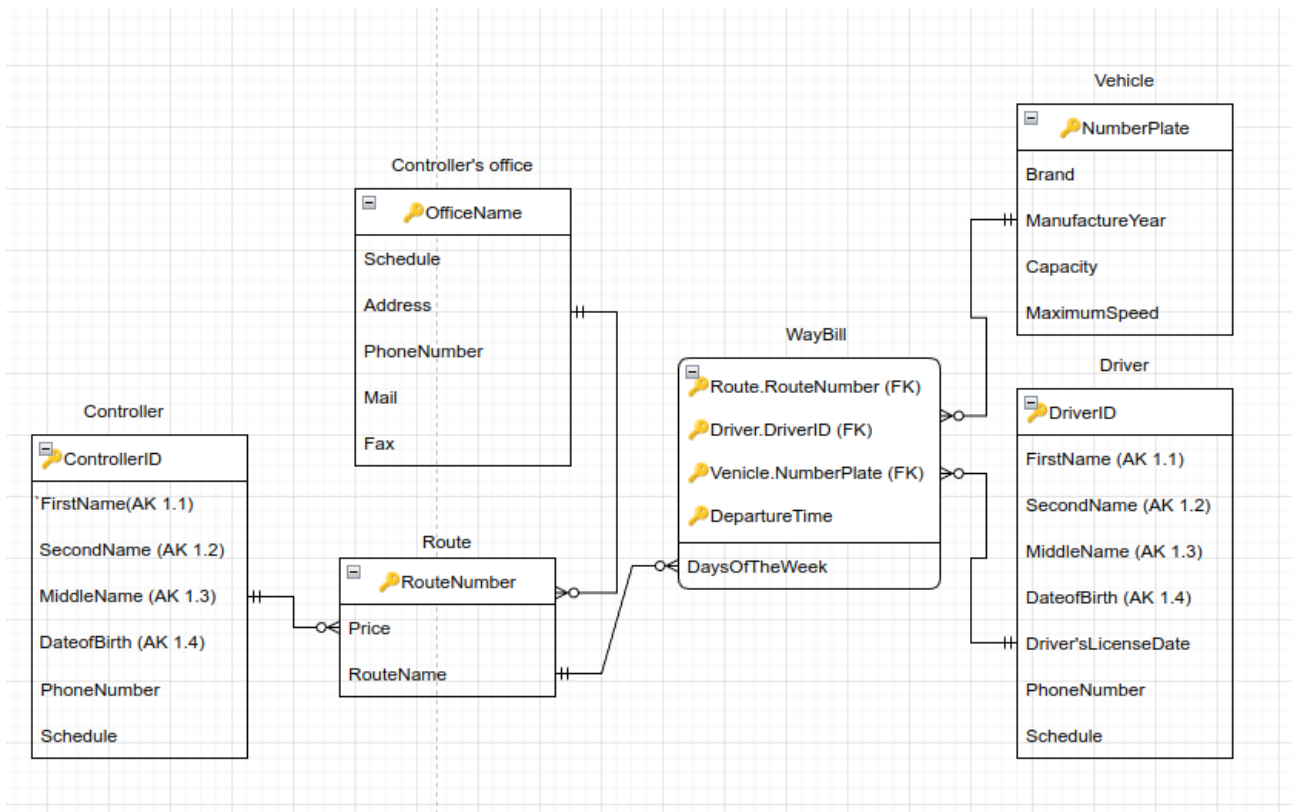 Vehicle
NumberPlate
Brand
ManufactureYear
Capacity
MaximumSpeed
Controller's office
OfficeName
Schedule
Address
PhoneNumber
Mail
Fax
WayBill
Route.RouteNumber (FK)
Driver.DriverID (FK)
Venicle.NumberPlate (FK)
DepartureTime
DaysOfTheWeek
Driver
DriverID
FirstName (AK 1.1)
SecondName (AK 1.2)
MiddleName (AK 1.3)
DateofBirth (AK 1.4)
Driver'sLicenseDate
PhoneNumber
Schedule
Controller
ControllerID
`FirstName(AK 1.1)
SecondName (AK 1.2)
MiddleName (AK 1.3)
DateofBirth (AK 1.4)
PhoneNumber
Schedule
Route
RouteNumber
Price
RouteName